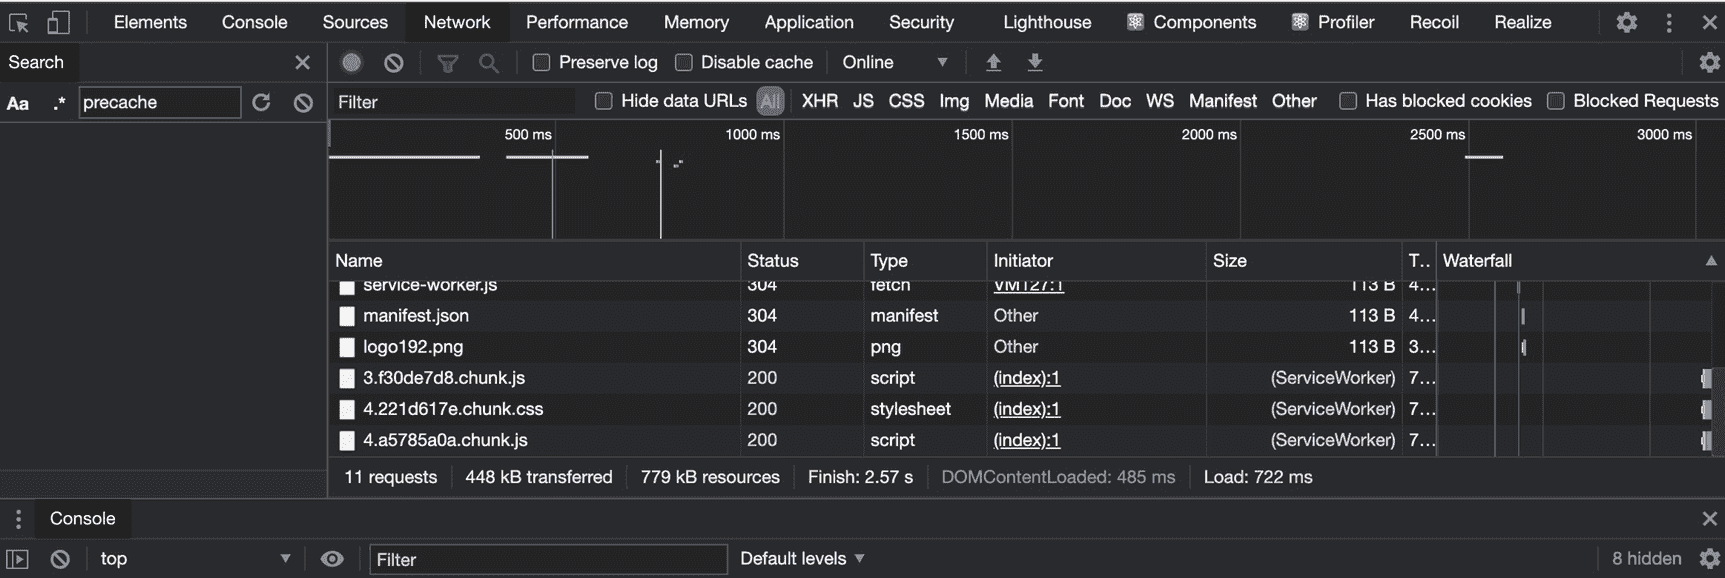 Elements Console Sources Network Performance Memory Application Security Lighthouse Components Profiler Recoil Realize
Search
Preserve log Disable cache Online
Aa .* precache
Filter Hide data URLs All XHR JS CSS Img Media Font Doc WS Manifest Other Has blocked cookies Blocked Requests
500 ms 1000 ms 1500 ms 2000 ms 2500 ms 3000 ms
Name Status Type Initiator Size T.. Waterfall
service-worker.js 304 fetch VM127:1 113 B 4...
manifest.json 304 manifest Other 113 B 4...
logo192.png 304 png Other 113 B 3...
3.f30de7d8.chunk.js 200 script (index):1 (ServiceWorker) 7...
4.221d617e.chunk.css 200 stylesheet (index):1 (ServiceWorker) 7...
4.a5785a0a.chunk.js 200 script (index):1 (ServiceWorker) 7...
11 requests 448 kB transferred 779 kB resources Finish: 2.57 s DOMContentLoaded: 485 ms Load: 722 ms
Console
top Filter Default levels 8 hidden